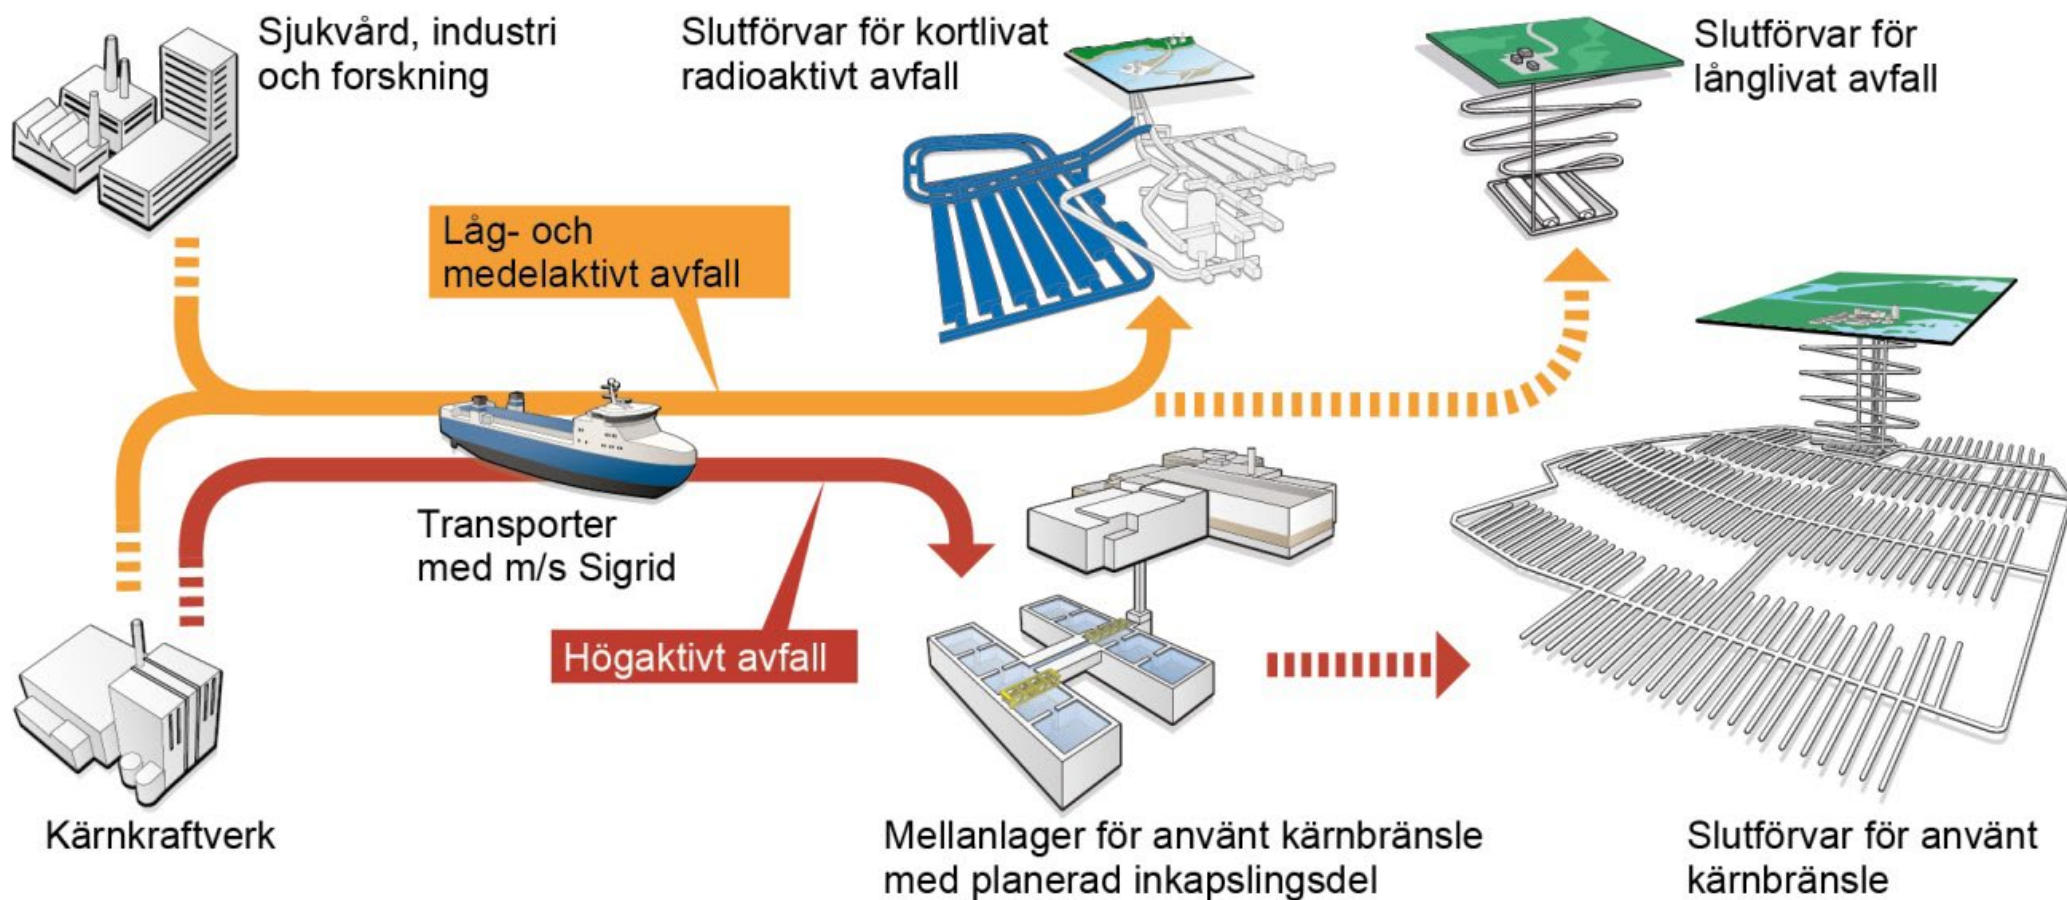 Sjukvård, industri
och forskning
Slutförvar för kortlivat
radioaktivt avfall
Slutförvar för
långlivat avfall
Låg- och
medelaktivt avfall
Transporter
med m/s Sigrid
Högaktivt avfall
Kärnkraftverk
Mellanlager för använt kärnbränsle
med planerad inkapslingsdel
Slutförvar för använt
kärnbränsle